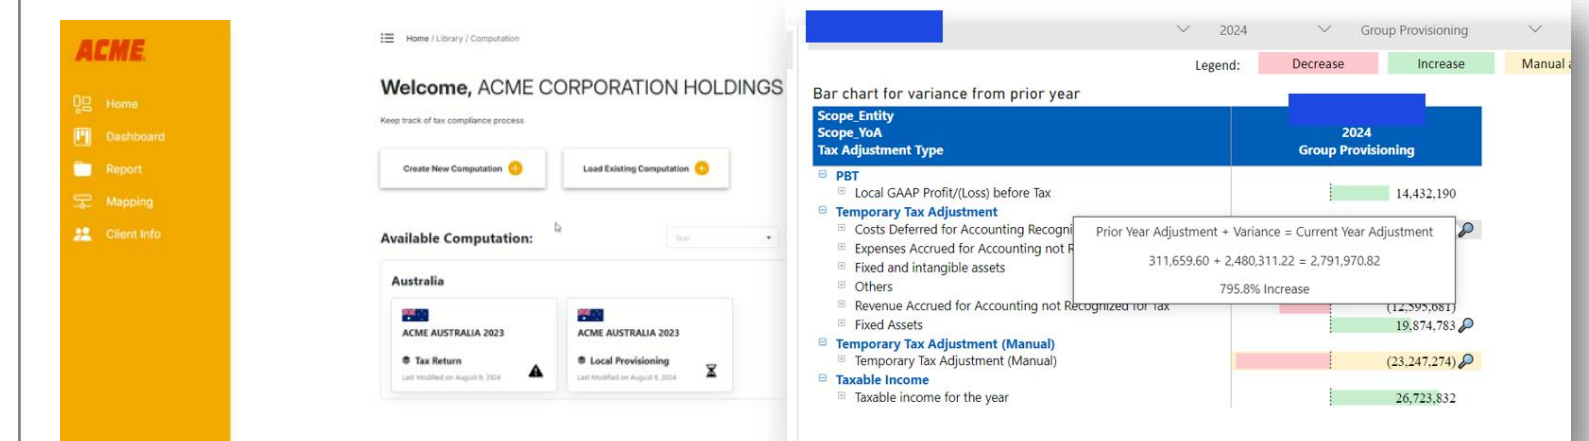 ACME
Home
Dashboard
Report
Mapping
Client Info
Home / Library / Computation
Welcome, ACME CORPORATION HOLDINGS
Keep track of tax compliance process
Create New Computation
Load Existing Computation
Available Computation:
Year
Australia
ACME AUSTRALIA 2023
Tax Return
Last Modified on August 9, 2024
ACME AUSTRALIA 2023
Local Provisioning
Last Modified on August 8, 2024
2024
Group Provisioning
Legend:
Decrease
Increase
Manual a
Bar chart for variance from prior year
Scope_Entity
Scope_YoA 2024
Tax Adjustment Type Group Provisioning
PBT
Local GAAP Profit/(Loss) before Tax 14,432,190
Temporary Tax Adjustment
Costs Deferred for Accounting Recogni
Expenses Accrued for Accounting not R
Fixed and intangible assets
Others
Revenue Accrued for Accounting not Recognized for Tax (12,595,681)
Fixed Assets 19,874,783
Temporary Tax Adjustment (Manual)
Temporary Tax Adjustment (Manual) (23,247,274)
Taxable Income
Taxable income for the year 26,723,832
Prior Year Adjustment + Variance = Current Year Adjustment
311,659.60 + 2,480,311.22 = 2,791,970.82
795.8% Increase